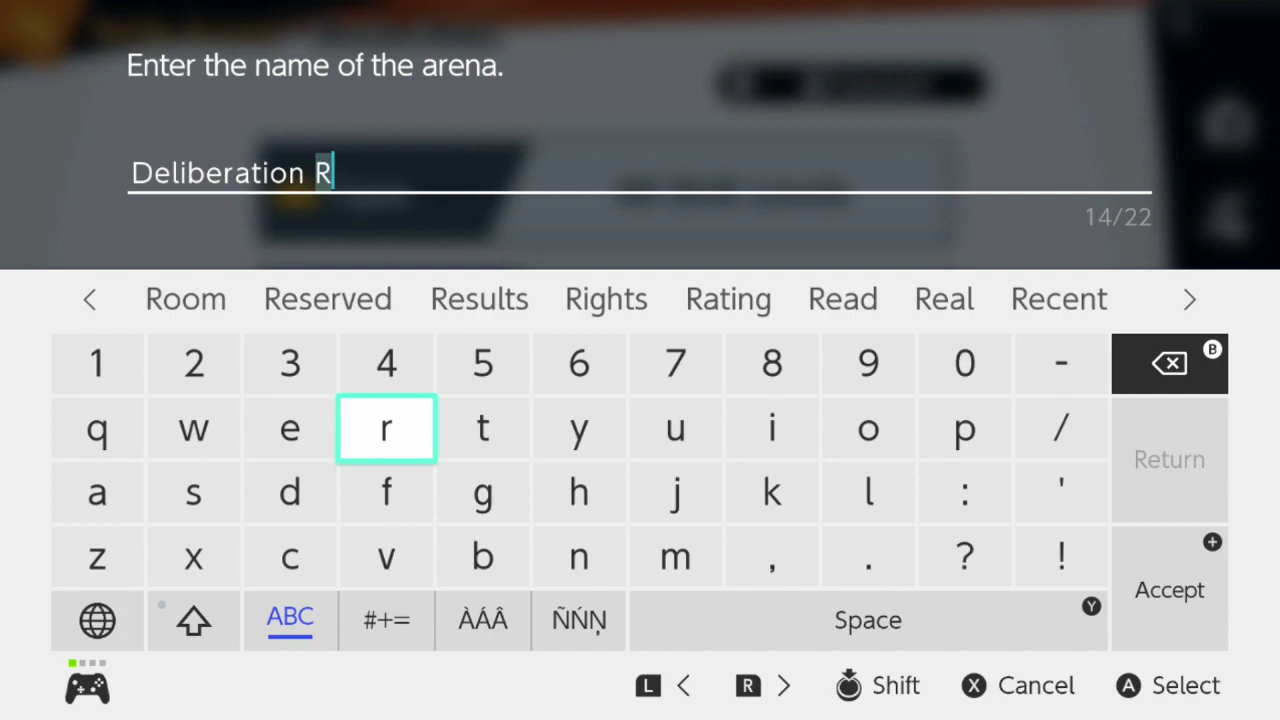 Enter the name of the arena.
Deliberation R
14/22
< Room Reserved Results Rights Rating Read Real Recent >
1 2 3 4 5 6 7 8 9 0 - B
q w e r t y u i o p / Return
a s d f g h j k l : '
z x c v b n m , . ? ! + Accept
ABC #+= ÀÁÂ ÑŃŅ Space Y
L < R > Shift X Cancel A Select